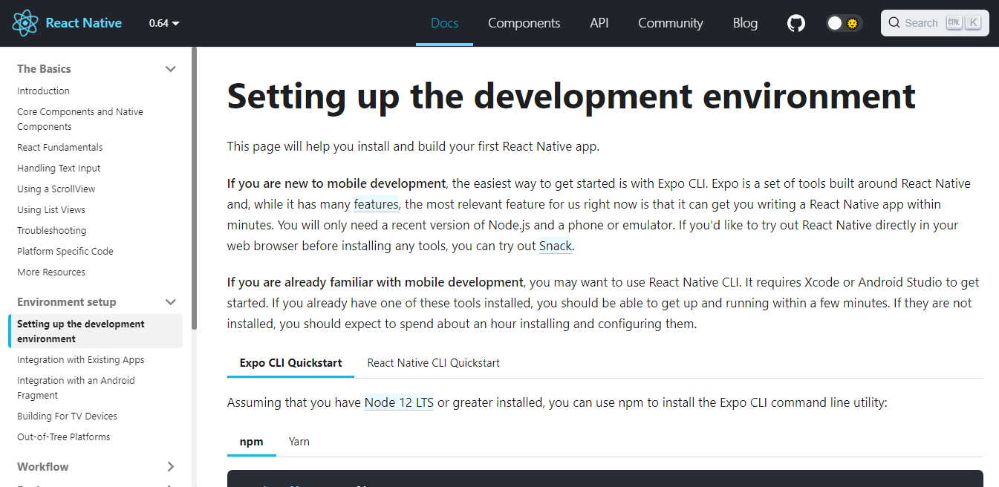 React Native
0.64
Docs
Components
API
Community
Blog
Search
CTRL
K
The Basics
Introduction
Core Components and Native
Components
React Fundamentals
Handling Text Input
Using a ScrollView
Using List Views
Troubleshooting
Platform Specific Code
More Resources
Environment setup
Setting up the development
environment
Integration with Existing Apps
Integration with an Android
Fragment
Building For TV Devices
Out-of-Tree Platforms
Workflow
Setting up the development environment
This page will help you install and build your first React Native app.
If you are new to mobile development, the easiest way to get started is with Expo CLI. Expo is a set of tools built around React Native
and, while it has many features, the most relevant feature for us right now is that it can get you writing a React Native app within
minutes. You will only need a recent version of Node.js and a phone or emulator. If you'd like to try out React Native directly in your
web browser before installing any tools, you can try out Snack.
If you are already familiar with mobile development, you may want to use React Native CLI. It requires Xcode or Android Studio to get
started. If you already have one of these tools installed, you should be able to get up and running within a few minutes. If they are not
installed, you should expect to spend about an hour installing and configuring them.
Expo CLI Quickstart
React Native CLI Quickstart
Assuming that you have Node 12 LTS or greater installed, you can use npm to install the Expo CLI command line utility:
npm
Yarn